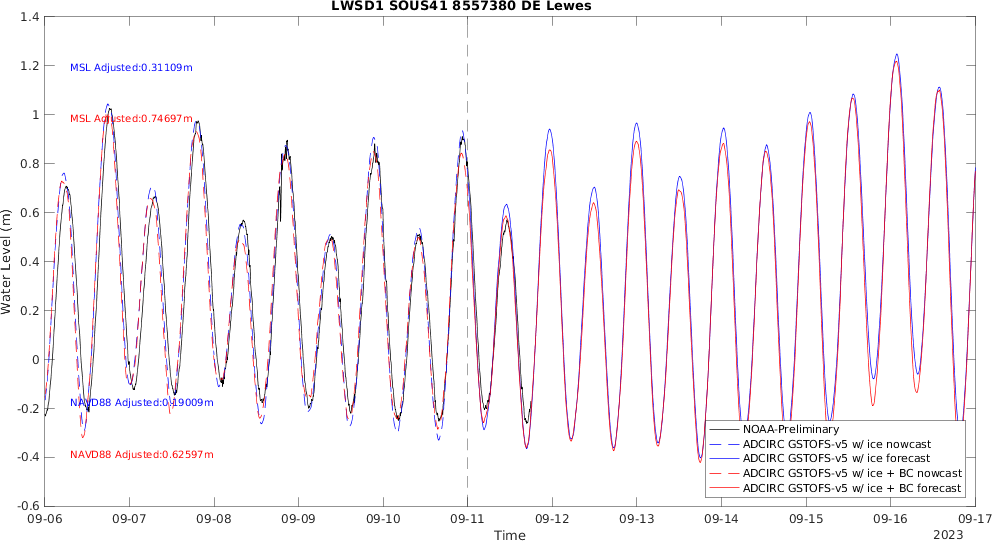 LWSD1 SOUS41 8557380 DE Lewes
1.4
1.2
1
0.8
0.6
0.4
0.2
0
-0.2
-0.4
-0.6
Water Level (m)
MSL Adjusted:0.31109m
MSL Adjusted:0.74697m
NAVD88 Adjusted:0.19009m
NAVD88 Adjusted:0.62597m
NOAA-Preliminary
ADCIRC GSTOFS-v5 w/ ice nowcast
ADCIRC GSTOFS-v5 w/ ice forecast
ADCIRC GSTOFS-v5 w/ ice + BC nowcast
ADCIRC GSTOFS-v5 w/ ice + BC forecast
09-06 09-07 09-08 09-09 09-10 09-11 09-12 09-13 09-14 09-15 09-16 09-17
Time
2023